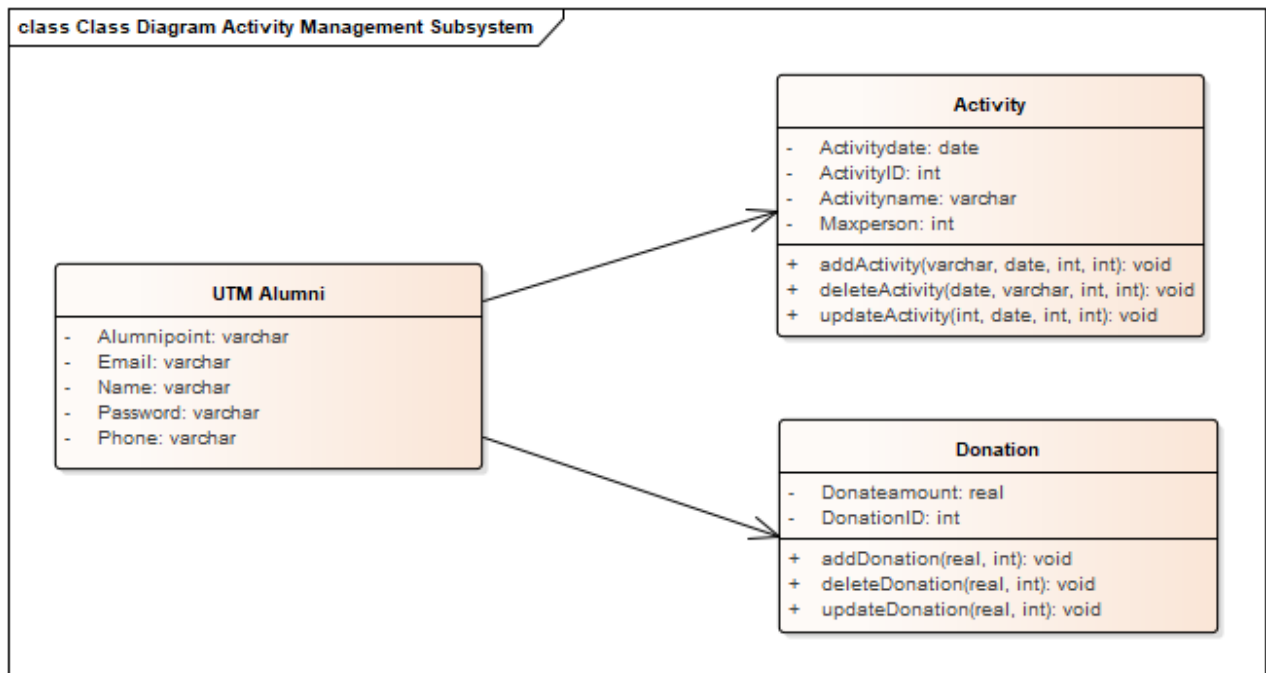 class Class Diagram Activity Management Subsystem
Activity
- Activitydate: date
- ActivityID: int
- Activityname: varchar
- Maxperson: int
+ addActivity(varchar, date, int, int): void
+ deleteActivity(date, varchar, int, int): void
+ updateActivity(int, date, int, int): void
UTM Alumni
- Alumnipoint: varchar
- Email: varchar
- Name: varchar
- Password: varchar
- Phone: varchar
Donation
- Donateamount: real
- DonationID: int
+ addDonation(real, int): void
+ deleteDonation(real, int): void
+ updateDonation(real, int): void